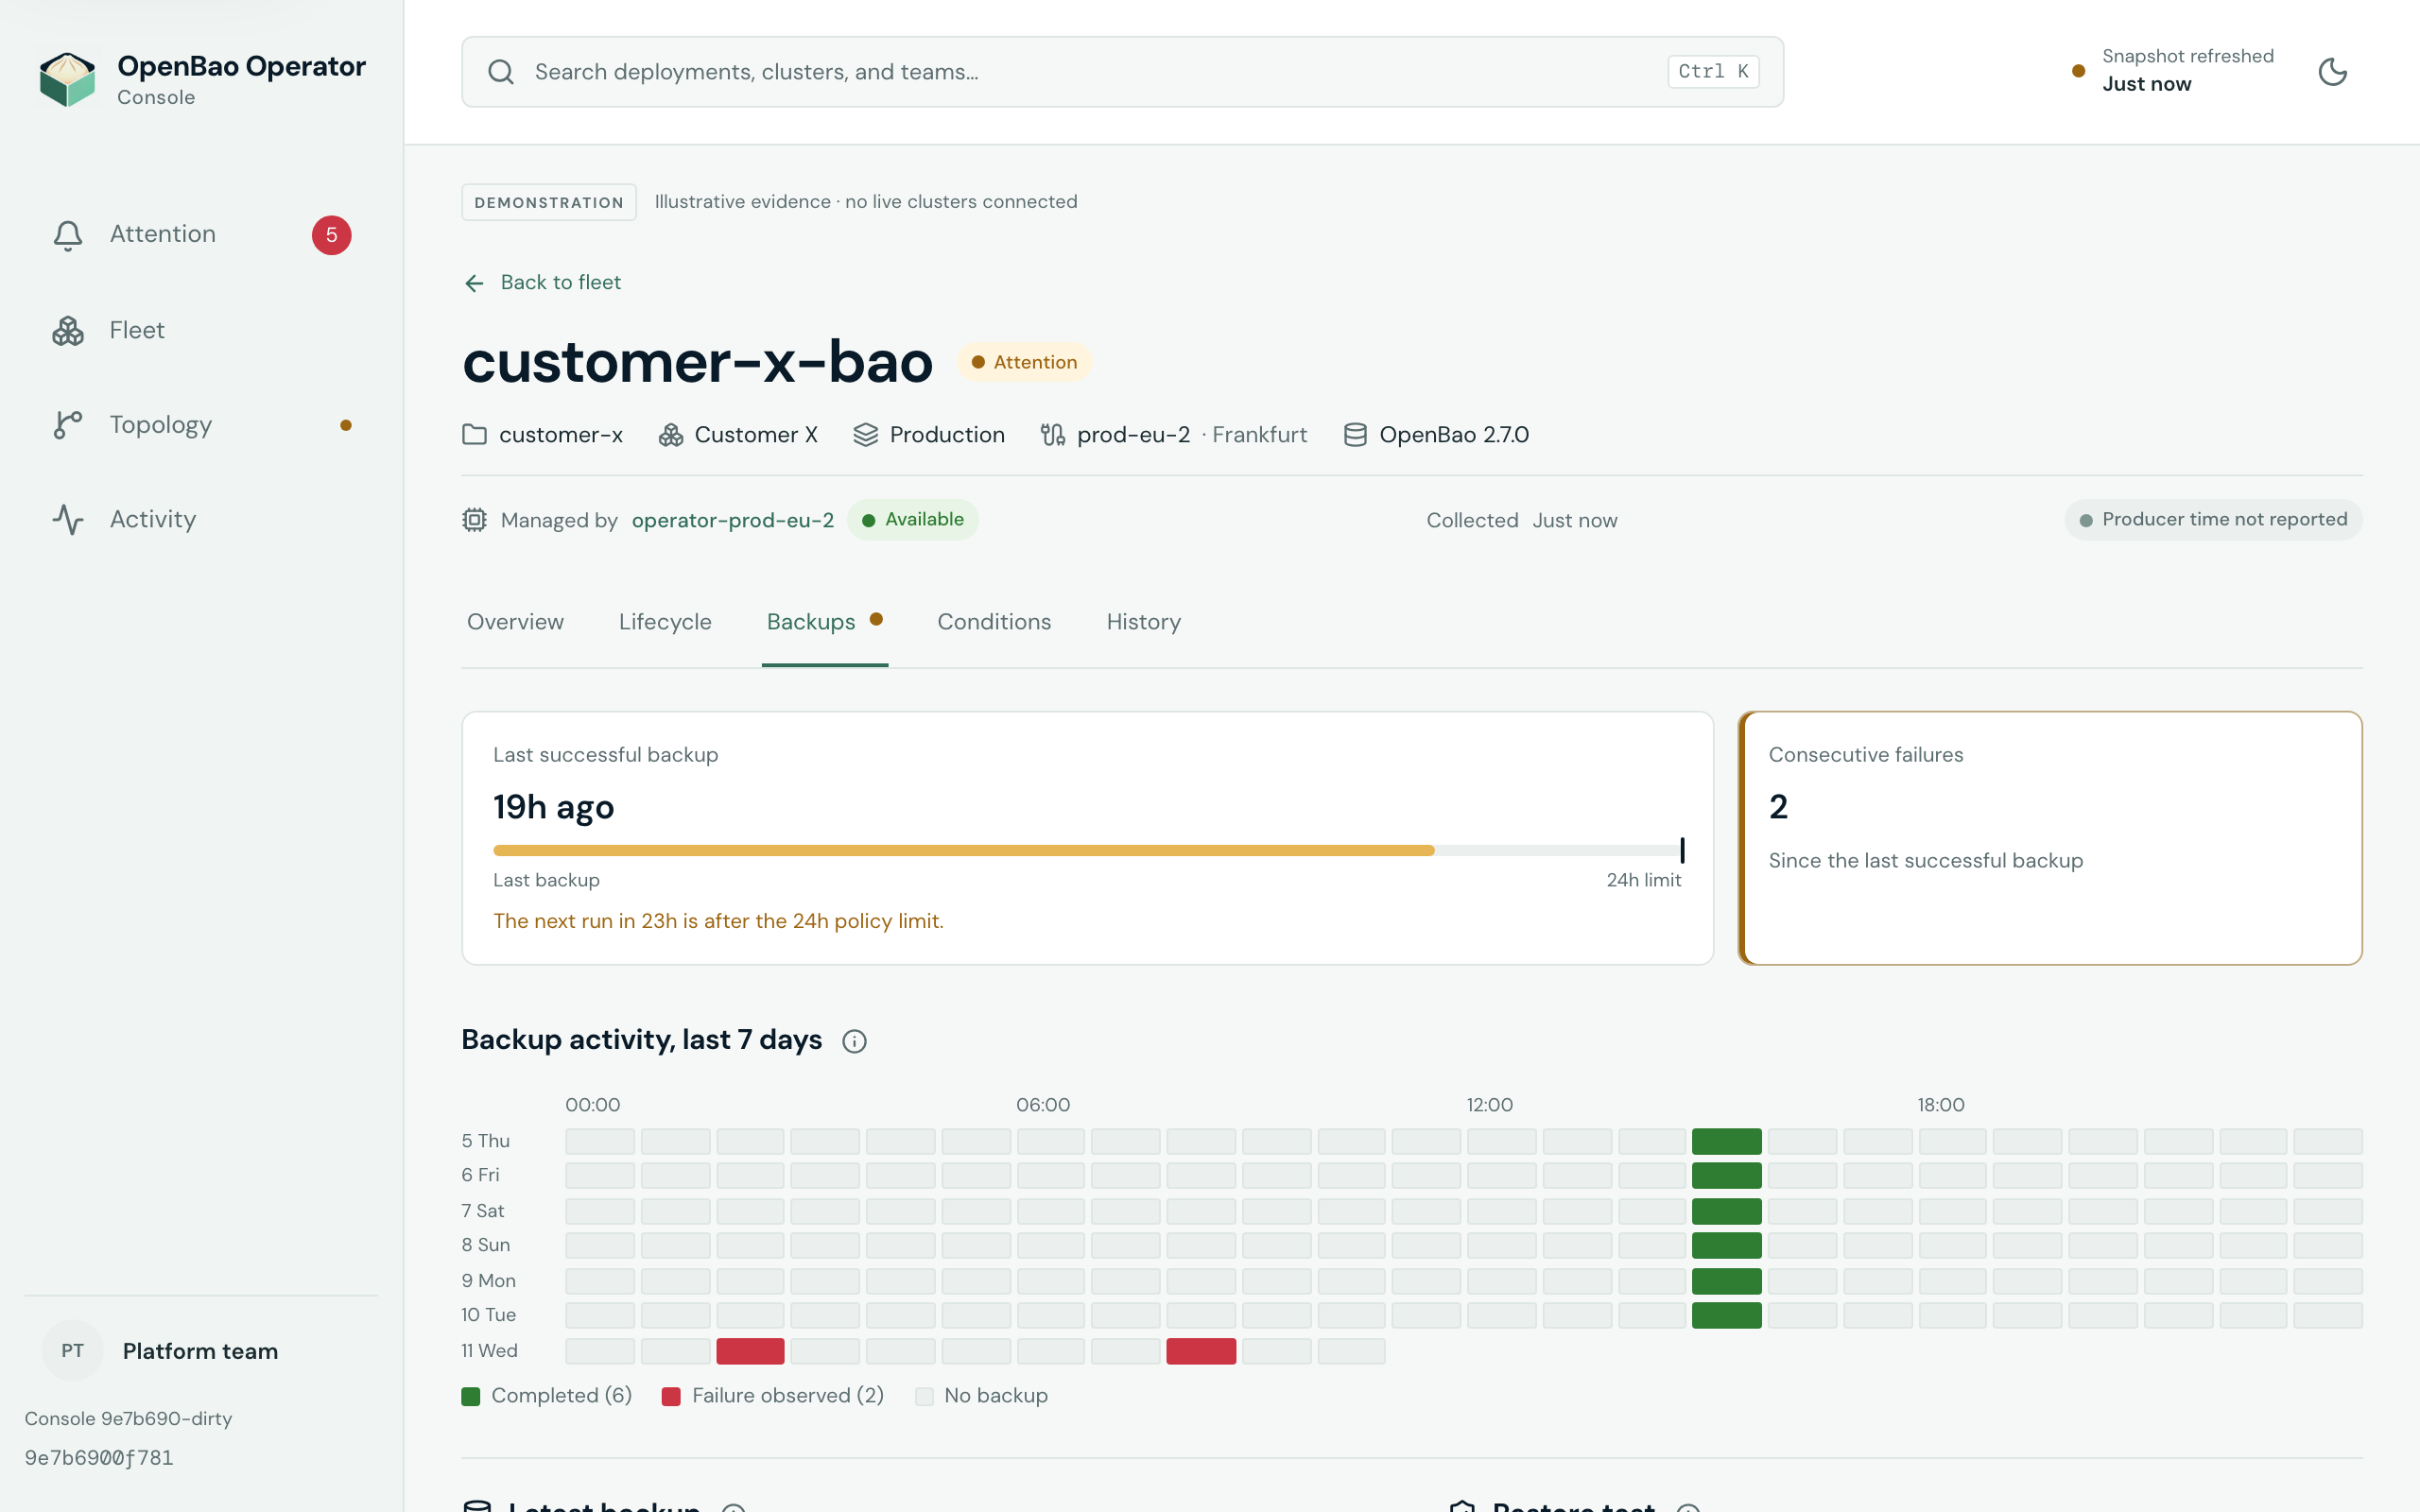 OpenBao Operator
Console
Search deployments, clusters, and teams...
Ctrl K
Snapshot refreshed
Just now
Attention
5
Fleet
Topology
Activity
DEMONSTRATION
Illustrative evidence · no live clusters connected
Back to fleet
customer-x-bao
Attention
customer-x
Customer X
Production
prod-eu-2 · Frankfurt
OpenBao 2.7.0
Managed by operator-prod-eu-2
Available
Collected Just now
Producer time not reported
Overview
Lifecycle
Backups
Conditions
History
Last successful backup
19h ago
Last backup
24h limit
The next run in 23h is after the 24h policy limit.
Consecutive failures
2
Since the last successful backup
Backup activity, last 7 days
00:00
06:00
12:00
18:00
5 Thu
6 Fri
7 Sat
8 Sun
9 Mon
10 Tue
11 Wed
Completed (6)
Failure observed (2)
No backup
Latest backup
Restore test
PT
Platform team
Console 9e7b690-dirty
9e7b6900f781